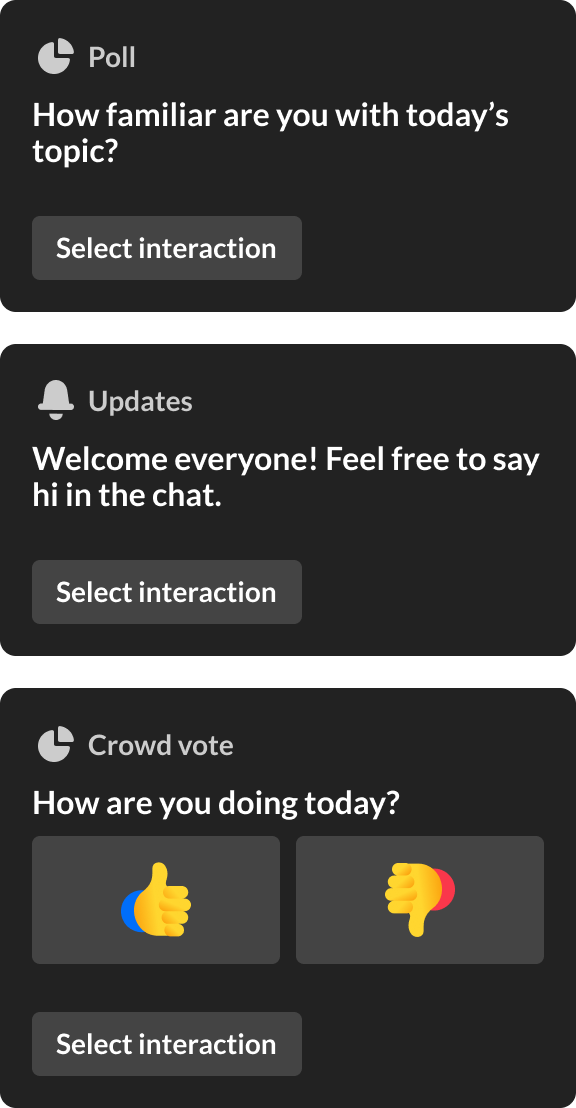 Poll
How familiar are you with today’s
topic?
Select interaction
Updates
Welcome everyone! Feel free to say
hi in the chat.
Select interaction
Crowd vote
How are you doing today?
Select interaction